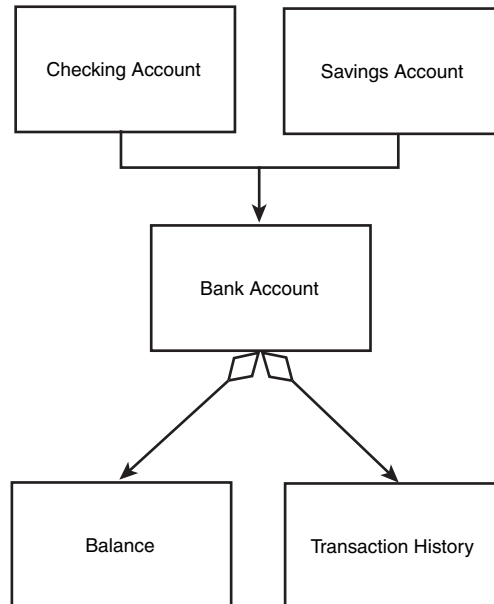 Checking Account
Savings Account
Bank Account
Balance
Transaction History